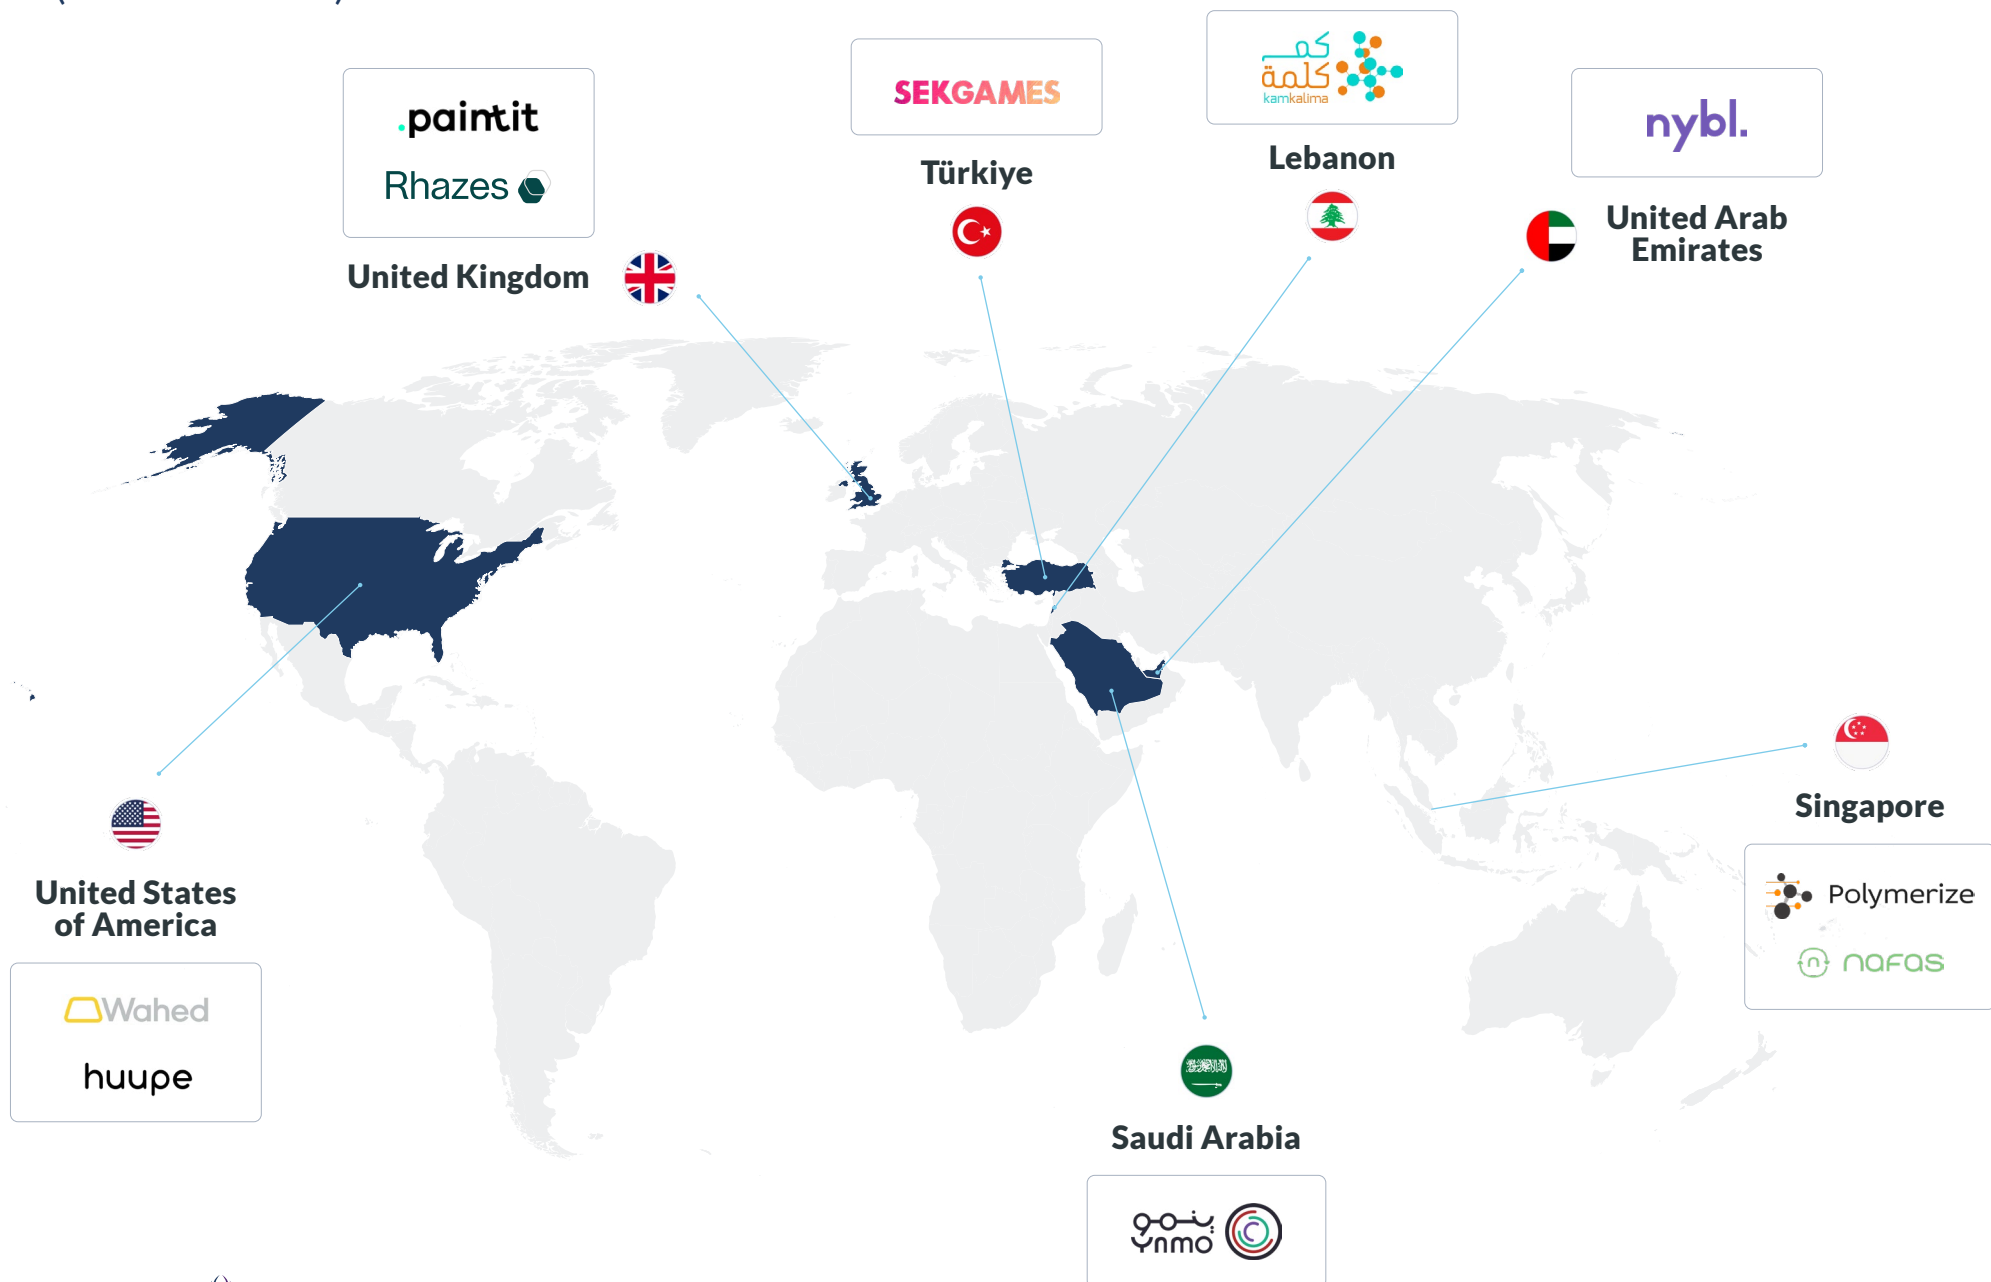 .paintit
Rhazes
United Kingdom
SEKGAMES
Türkiye
كم
كلمة
kamkalima
Lebanon
nybl.
United Arab
Emirates
United States
of America
Wahed
huupe
Singapore
Polymerize
n nafas
Saudi Arabia
ينمو
ynmo